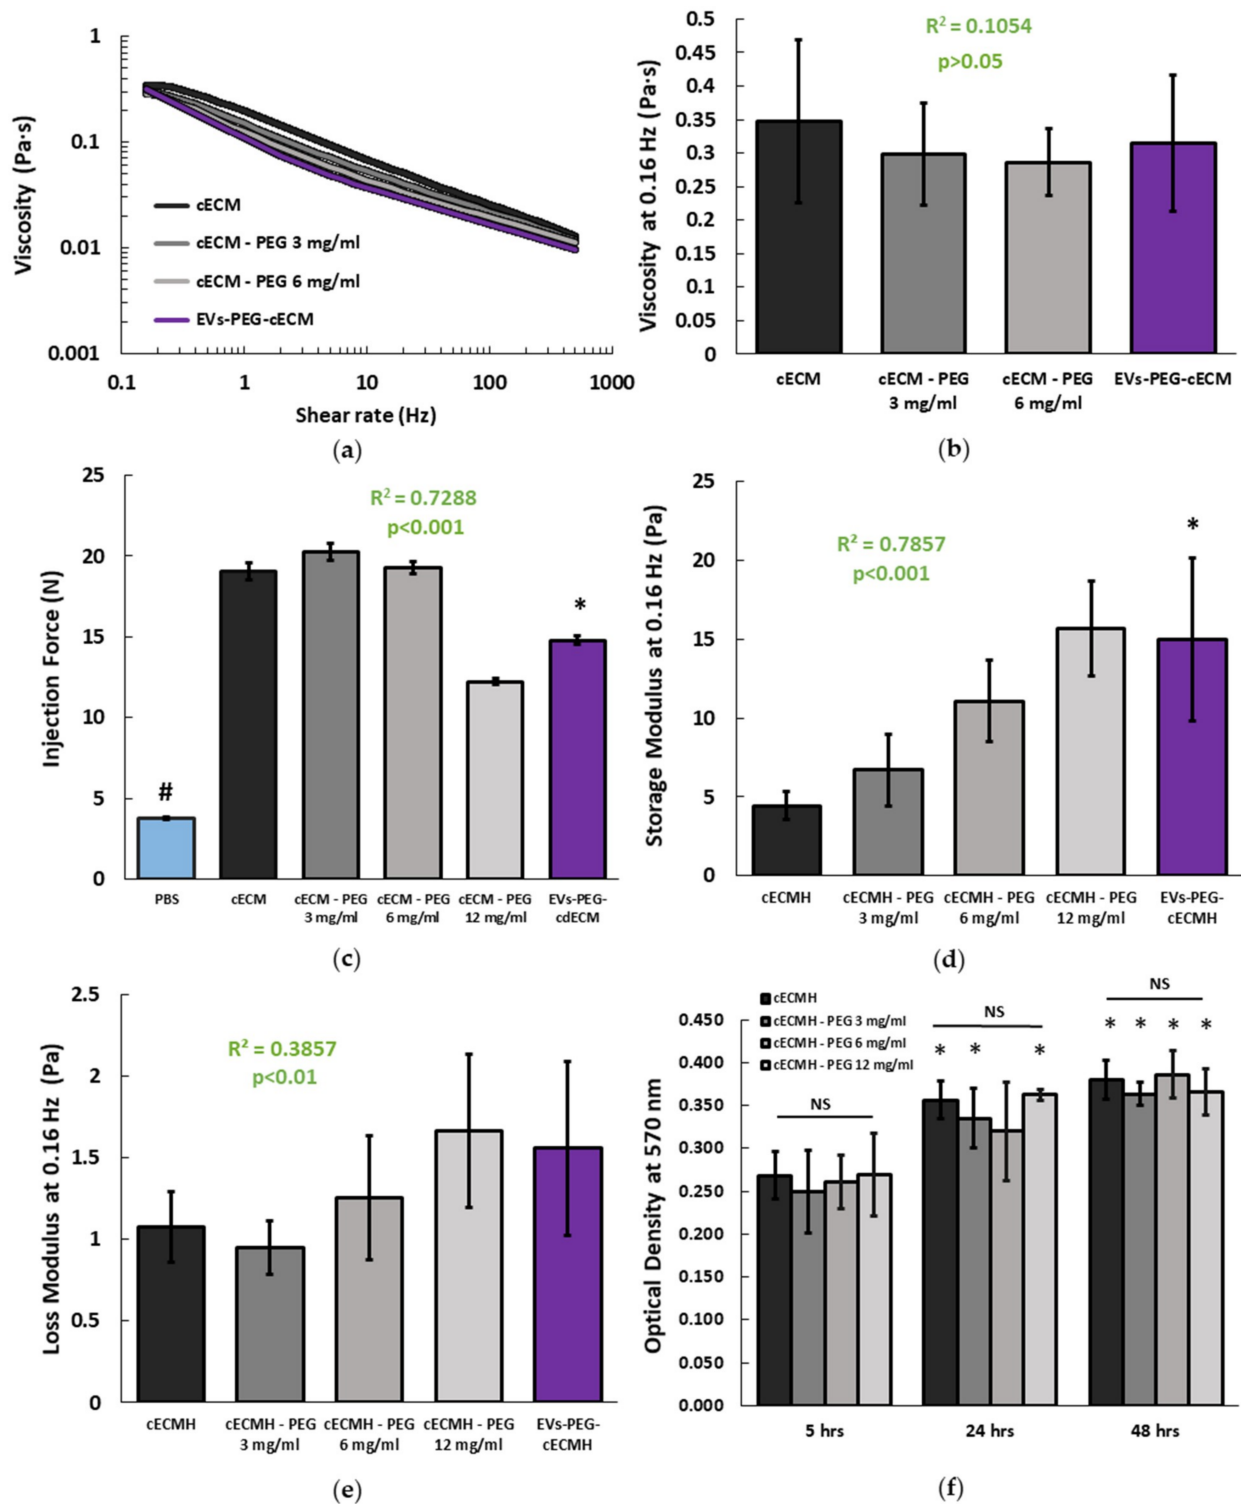 1
0.1
0.01
0.001
Viscosity (Pa·s)
cECM
cECM - PEG 3 mg/ml
cECM - PEG 6 mg/ml
EVs-PEG-cECM
0.1
1
10
100
1000
Shear rate (Hz)
(a)
0.5
0.45
0.4
0.35
0.3
0.25
0.2
0.15
0.1
0.05
0
Viscosity at 0.16 Hz (Pa·s)
R² = 0.1054
p>0.05
cECM
cECM - PEG
3 mg/ml
cECM - PEG
6 mg/ml
EVs-PEG-cECM
(b)
25
20
15
10
5
0
Injection Force (N)
R² = 0.7288
p<0.001
#
*
PBS
cECM
cECM - PEG
3 mg/ml
cECM - PEG
6 mg/ml
cECM - PEG
12 mg/ml
EVs-PEG-
cdECM
(c)
25
20
15
10
5
0
Storage Modulus at 0.16 Hz (Pa)
R² = 0.7857
p<0.001
*
cECMH
cECMH - PEG
3 mg/ml
cECMH - PEG
6 mg/ml
cECMH - PEG
12 mg/ml
EVs-PEG-
cECMH
(d)
2.5
2
1.5
1
0.5
0
Loss Modulus at 0.16 Hz (Pa)
R² = 0.3857
p<0.01
cECMH
cECMH - PEG
3 mg/ml
cECMH - PEG
6 mg/ml
cECMH - PEG
12 mg/ml
EVs-PEG-
cECMH
(e)
0.450
0.400
0.350
0.300
0.250
0.200
0.150
0.100
0.050
0.000
Optical Density at 570 nm
cECMH
cECMH - PEG 3 mg/ml
cECMH - PEG 6 mg/ml
cECMH - PEG 12 mg/ml
NS
NS
* * *
NS
* * * *
5 hrs
24 hrs
48 hrs
(f)